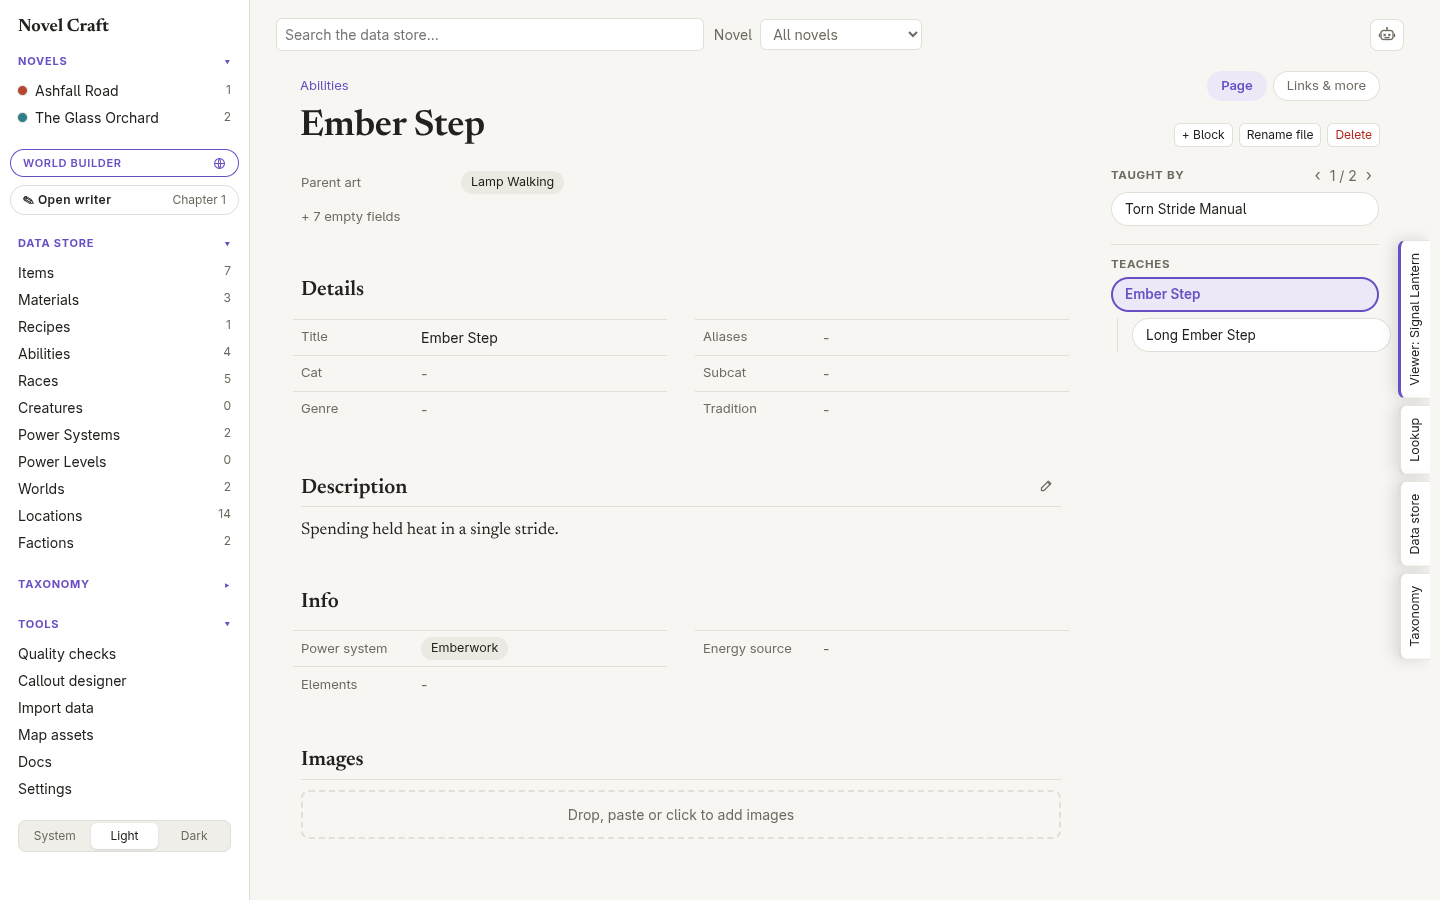 Novel Craft
NOVELS
Ashfall Road 1
The Glass Orchard 2
WORLD BUILDER
✎ Open writer Chapter 1
DATA STORE
Items 7
Materials 3
Recipes 1
Abilities 4
Races 5
Creatures 0
Power Systems 2
Power Levels 0
Worlds 2
Locations 14
Factions 2
TAXONOMY
TOOLS
Quality checks
Callout designer
Import data
Map assets
Docs
Settings
System Light Dark
Search the data store...
Novel All novels
Abilities
Page Links & more
Ember Step
+ Block Rename file Delete
Parent art Lamp Walking
+ 7 empty fields
Details
Title Ember Step
Aliases -
Cat -
Subcat -
Genre -
Tradition -
Description
Spending held heat in a single stride.
Info
Power system Emberwork
Energy source -
Elements -
Images
Drop, paste or click to add images
TAUGHT BY ‹ 1 / 2 ›
Torn Stride Manual
TEACHES
Ember Step
Long Ember Step
Viewer: Signal Lantern
Lookup
Data store
Taxonomy